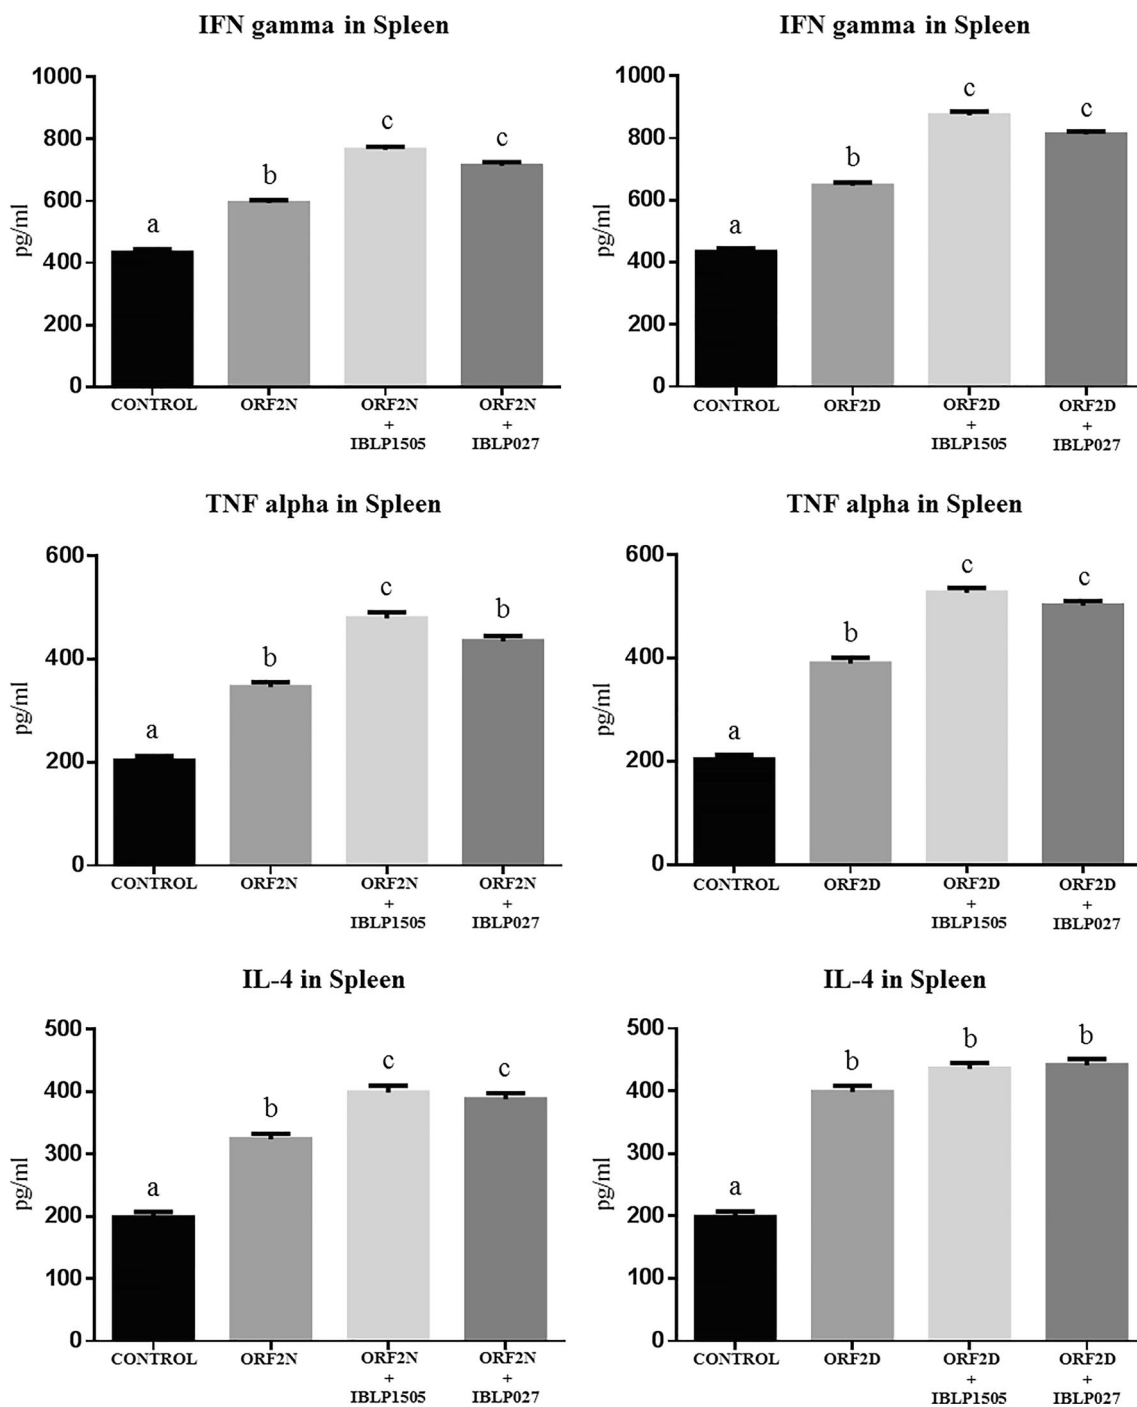 IFN gamma in Spleen
1000
800
600
400
200
0
pg/ml
a
b
c
c
CONTROL
ORF2N
ORF2N
+
IBLP1505
ORF2N
+
IBLP027
IFN gamma in Spleen
1000
800
600
400
200
0
pg/ml
a
b
c
c
CONTROL
ORF2D
ORF2D
+
IBLP1505
ORF2D
+
IBLP027
TNF alpha in Spleen
600
400
200
0
pg/ml
a
b
c
b
CONTROL
ORF2N
ORF2N
+
IBLP1505
ORF2N
+
IBLP027
TNF alpha in Spleen
600
400
200
0
pg/ml
a
b
c
c
CONTROL
ORF2D
ORF2D
+
IBLP1505
ORF2D
+
IBLP027
IL-4 in Spleen
500
400
300
200
100
0
pg/ml
a
b
c
c
CONTROL
ORF2N
ORF2N
+
IBLP1505
ORF2N
+
IBLP027
IL-4 in Spleen
500
400
300
200
100
0
pg/ml
a
b
b
b
CONTROL
ORF2D
ORF2D
+
IBLP1505
ORF2D
+
IBLP027